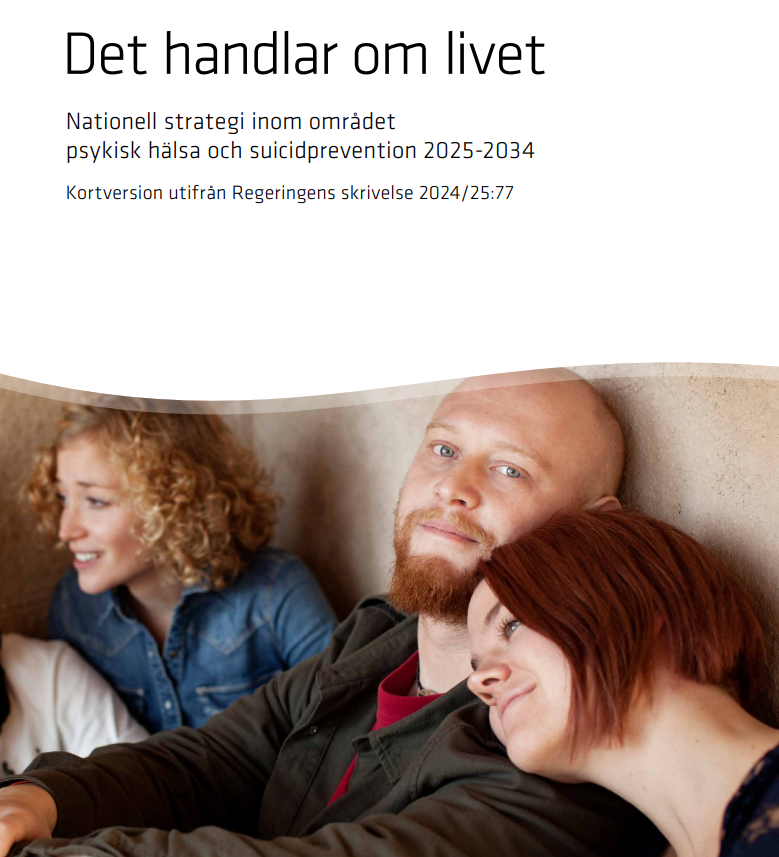 Det handlar om livet
Nationell strategi inom området
psykisk hälsa och suicidprevention 2025-2034
Kortversion utifrån Regeringens skrivelse 2024/25:77